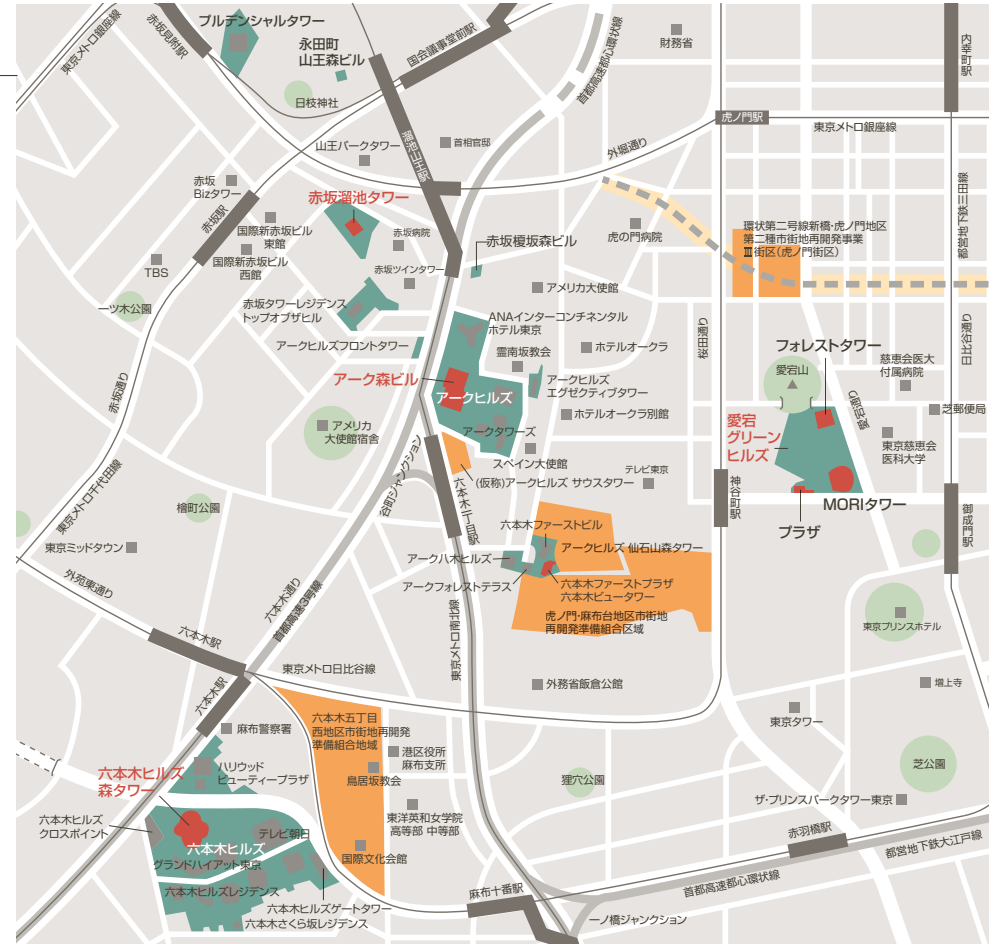 プルデンシャルタワー
永田町
山王森ビル
日枝神社
東京メトロ銀座線
赤坂見附駅
国会議事堂前駅
首都高速都心環状線
財務省
内幸町駅
虎ノ門駅
東京メトロ銀座線
外堀通り
山王パークタワー
首相官邸
溜池山王駅
都営地下鉄三田線
赤坂
Bizタワー
赤坂駅
赤坂溜池タワー
国際新赤坂ビル
東館
国際新赤坂ビル
西館
赤坂病院
赤坂ツインタワー
赤坂榎坂森ビル
虎の門病院
環状第二号線新橋・虎ノ門地区
第二種市街地再開発事業
Ⅲ街区(虎ノ門街区)
TBS
一ツ木公園
赤坂タワーレジデンス
トップオブザヒル
アメリカ大使館
アークヒルズフロントタワー
ANAインターコンチネンタル
ホテル東京
霊南坂教会
ホテルオークラ
桜田通り
日比谷通り
フォレストタワー
愛宕山
慈恵会医大
付属病院
アーク森ビル
アークヒルズ
アークヒルズ
エグゼクティブタワー
ホテルオークラ別館
赤坂通り
アメリカ
大使館宿舎
アークタワーズ
スペイン大使館
(仮称)アークヒルズ サウスタワー
テレビ東京
愛宕
グリーン
ヒルズ
愛宕通り
芝郵便局
東京慈恵会
医科大学
MORIタワー
プラザ
神谷町駅
御成門駅
谷町ジャンクション
六本木一丁目駅
東京メトロ千代田線
檜町公園
東京ミッドタウン
外苑東通り
六本木ファーストビル
アークヒルズ 仙石山森タワー
アーク八木ヒルズ
アークフォレストテラス
六本木ファーストプラザ
六本木ビュータワー
虎ノ門・麻布台地区市街地
再開発準備組合区域
六本木通り
首都高速3号線
六本木駅
東京メトロ日比谷線
東京メトロ南北線
東京プリンスホテル
外務省飯倉公館
増上寺
東京タワー
六本木駅
麻布警察署
六本木五丁目
西地区市街地再開発
準備組合地域
港区役所
麻布支所
鳥居坂教会
狸穴公園
芝公園
六本木ヒルズ
森タワー
ハリウッド
ビューティープラザ
東洋英和女学院
高等部 中等部
ザ・プリンスパークタワー東京
六本木ヒルズ
クロスポイント
テレビ朝日
六本木ヒルズ
グランドハイアット東京
国際文化会館
赤羽橋駅
都営地下鉄大江戸線
六本木ヒルズレジデンス
六本木ヒルズゲートタワー
六本木さくら坂レジデンス
麻布十番駅
首都高速都心環状線
一ノ橋ジャンクション